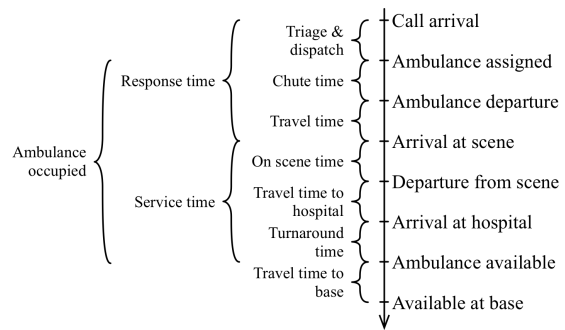 Ambulance
occupied
Response time
Service time
Triage &
dispatch
Chute time
Travel time
On scene time
Travel time to
hospital
Turnaround
time
Travel time to
base
Call arrival
Ambulance assigned
Ambulance departure
Arrival at scene
Departure from scene
Arrival at hospital
Ambulance available
Available at base